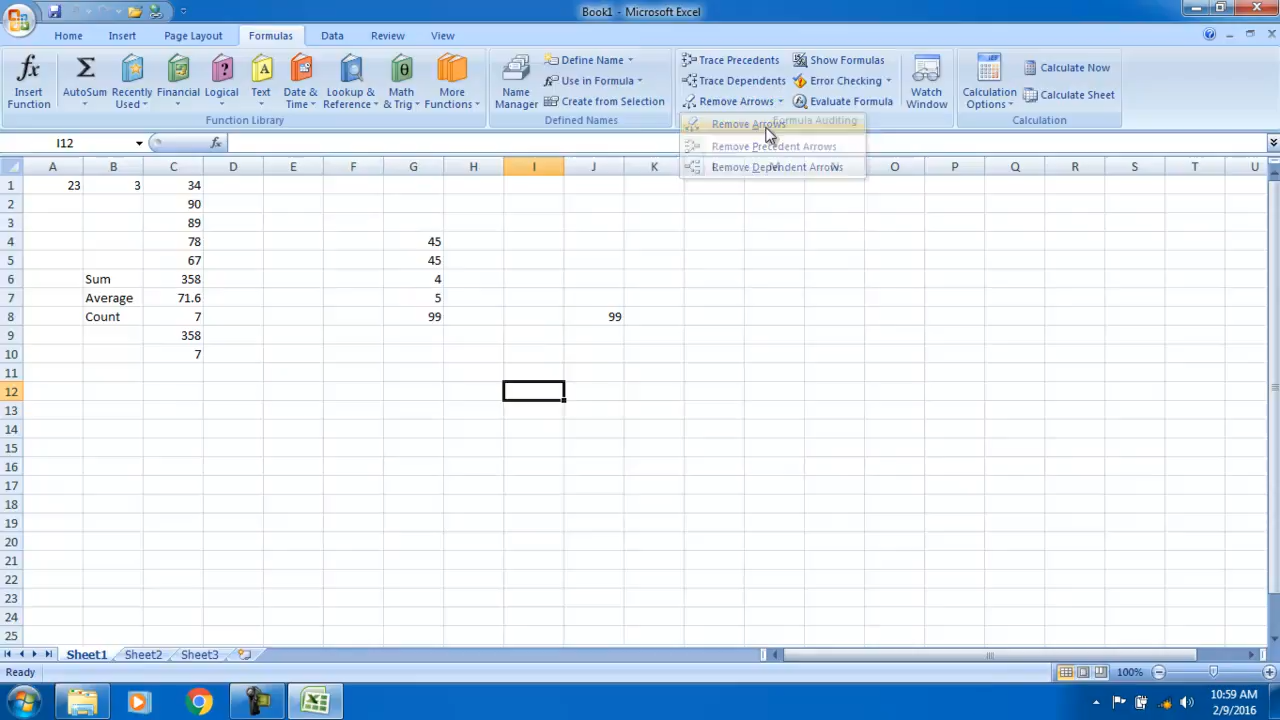 Book1 - Microsoft Excel
Home Insert Page Layout Formulas Data Review View
Insert Function
AutoSum
Recently Used
Financial
Logical
Text
Date & Time
Lookup & Reference
Math & Trig
More Functions
Function Library
Name Manager
Define Name
Use in Formula
Create from Selection
Defined Names
Trace Precedents
Trace Dependents
Remove Arrows
Show Formulas
Error Checking
Evaluate Formula
Formula Auditing
Watch Window
Calculation Options
Calculate Now
Calculate Sheet
Calculation
Remove Arrows
Remove Precedent Arrows
Remove Dependent Arrows
I12
fx
A B C D E F G H I J K L M N O P Q R S T U
1 23 3 34
2 90
3 89
4 78 45
5 67 45
6 Sum 358 4
7 Average 71.6 5
8 Count 7 99 99
9 358
10 7
11
12
13
14
15
16
17
18
19
20
21
22
23
24
25
Sheet1 Sheet2 Sheet3
Ready 100%
10:59 AM
2/9/2016